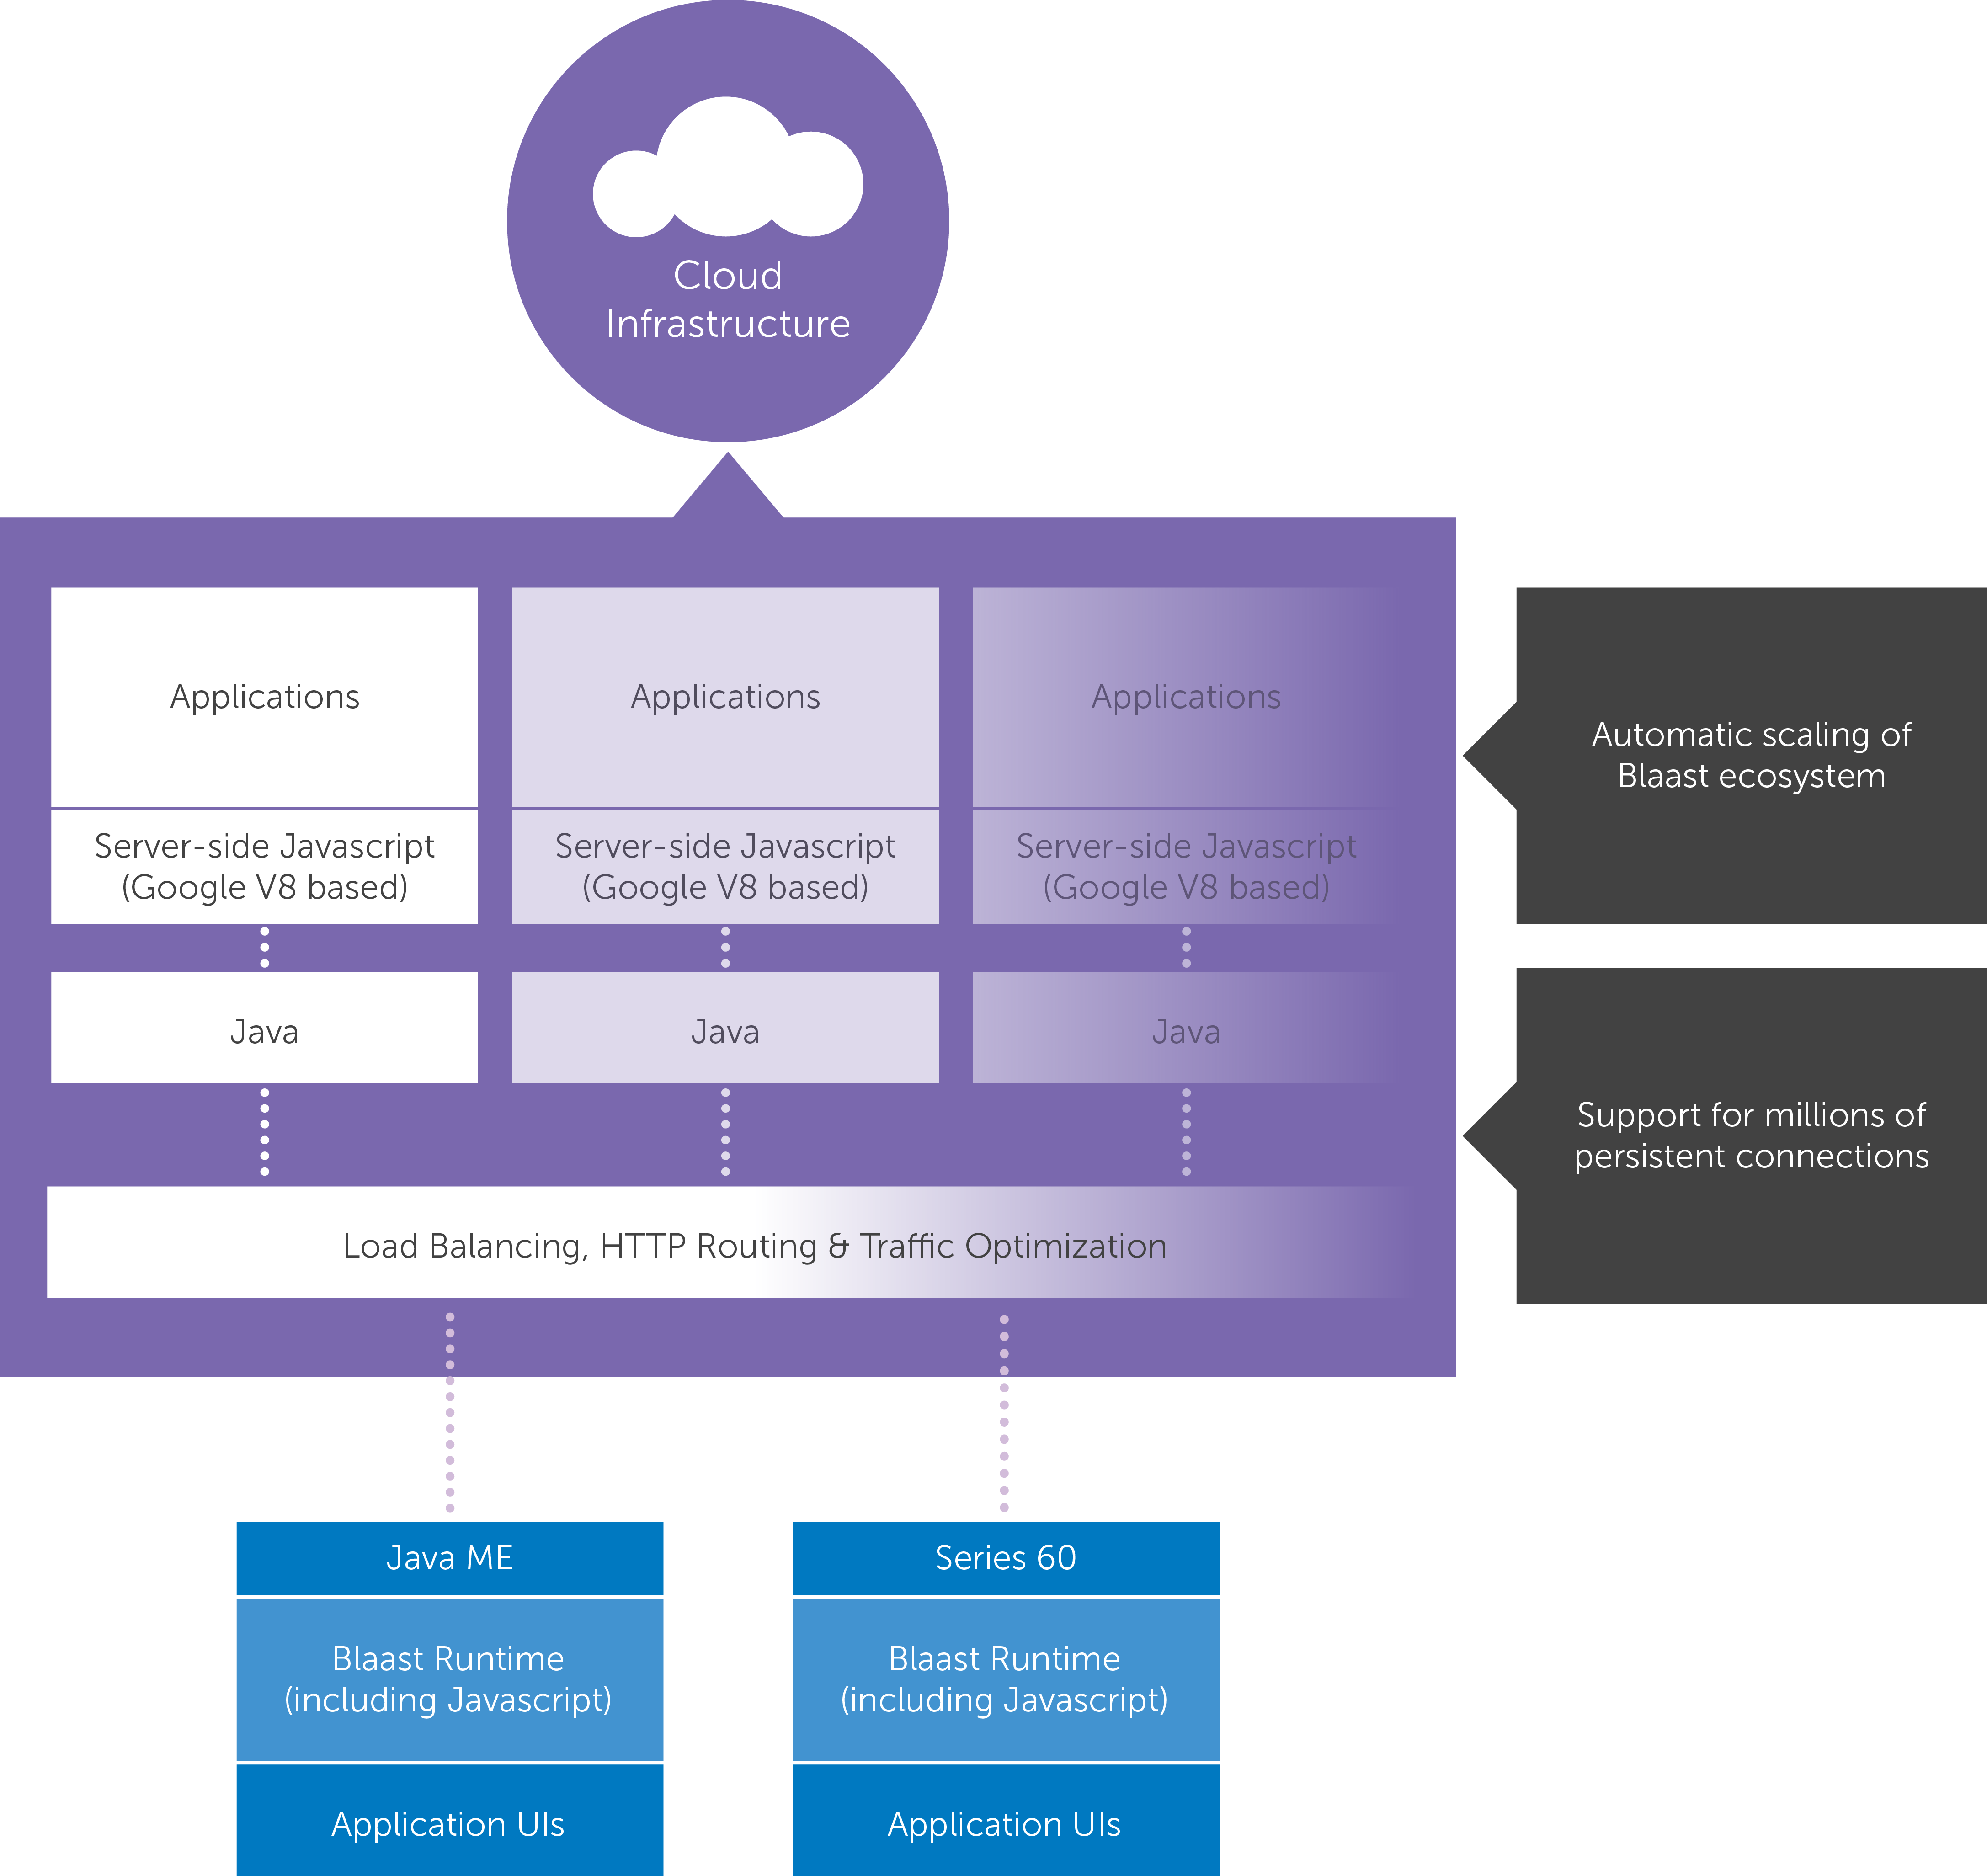 Cloud
Infrastructure
Applications
Applications
Applications
Server-side Javascript
(Google V8 based)
Server-side Javascript
(Google V8 based)
Server-side Javascript
(Google V8 based)
Java
Java
Java
Load Balancing, HTTP Routing & Traffic Optimization
Automatic scaling of
Blaast ecosystem
Support for millions of
persistent connections
Java ME
Blaast Runtime
(including Javascript)
Application UIs
Series 60
Blaast Runtime
(including Javascript)
Application UIs